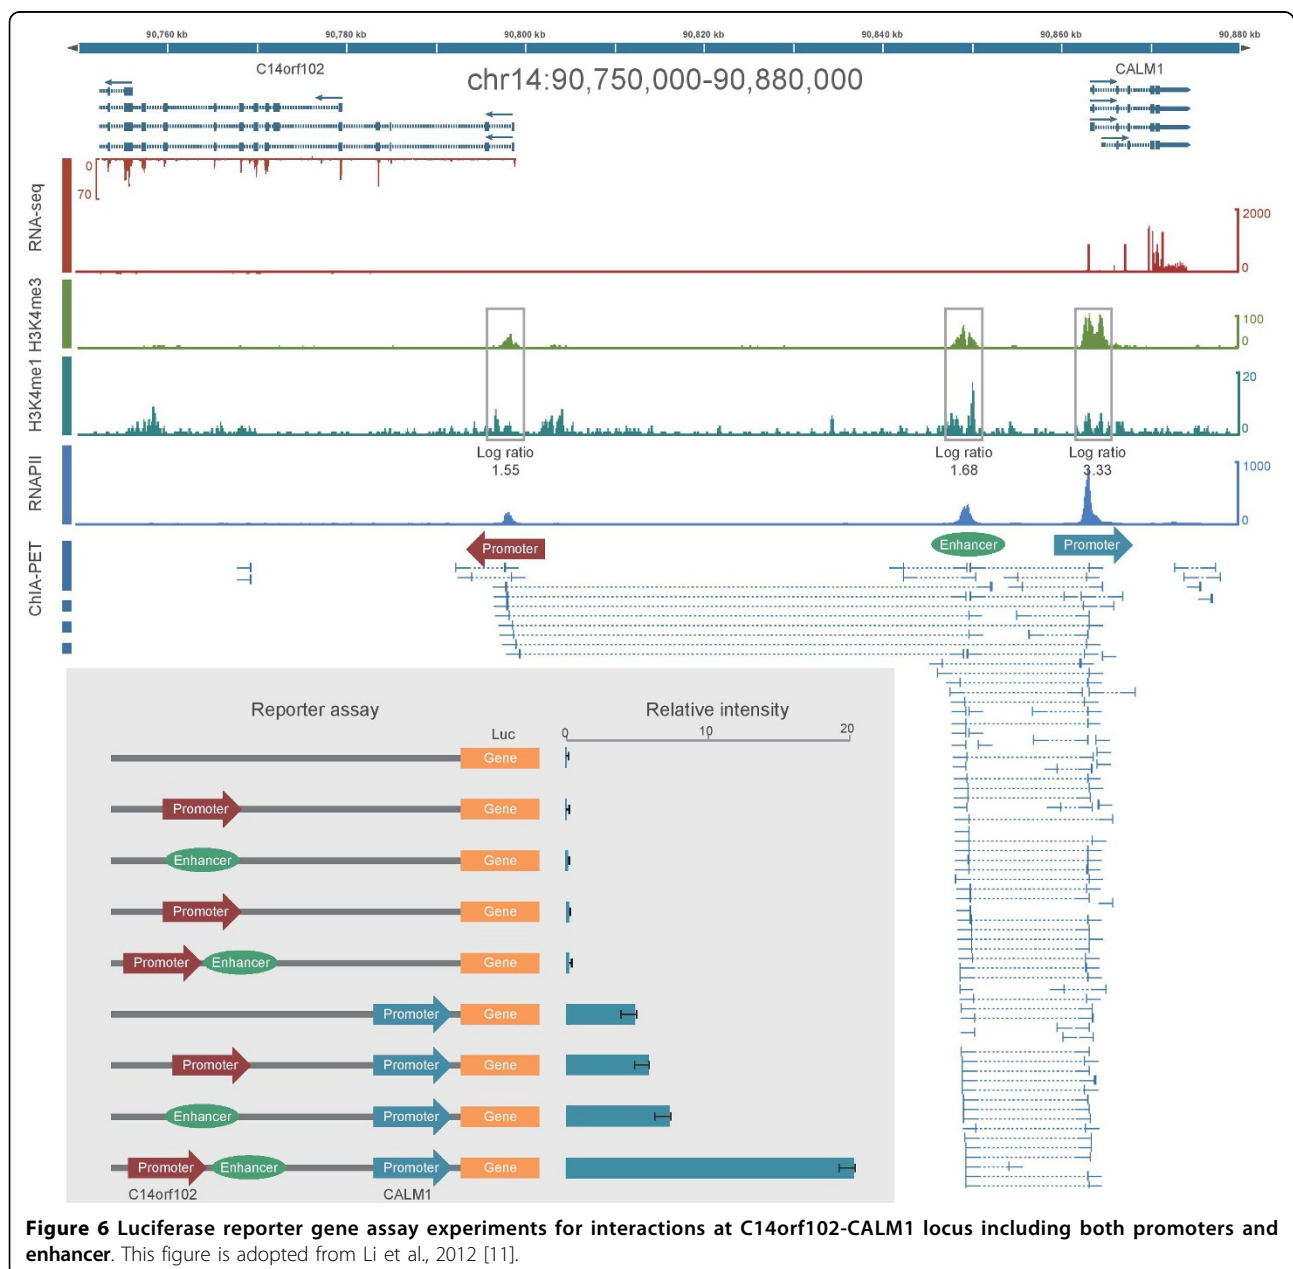 90,760 kb 90,780 kb 90,800 kb 90,820 kb 90,840 kb 90,860 kb 90,880 kb
C14orf102 chr14:90,750,000-90,880,000 CALM1
RNA-seq
0
70
2000
0
H3K4me3
100
0
H3K4me1
20
0
Log ratio Log ratio Log ratio
1.55 1.68 3.33
RNAPII
1000
0
Promoter Enhancer Promoter
ChIA-PET
Reporter assay Relative intensity
Luc 0 10 20
Gene
Promoter Gene
Enhancer Gene
Promoter Gene
Promoter Enhancer Gene
Promoter Gene
Promoter Promoter Gene
Enhancer Promoter Gene
Promoter Enhancer Promoter Gene
C14orf102 CALM1
Figure 6 Luciferase reporter gene assay experiments for interactions at C14orf102-CALM1 locus including both promoters and
enhancer. This figure is adopted from Li et al., 2012 [11].